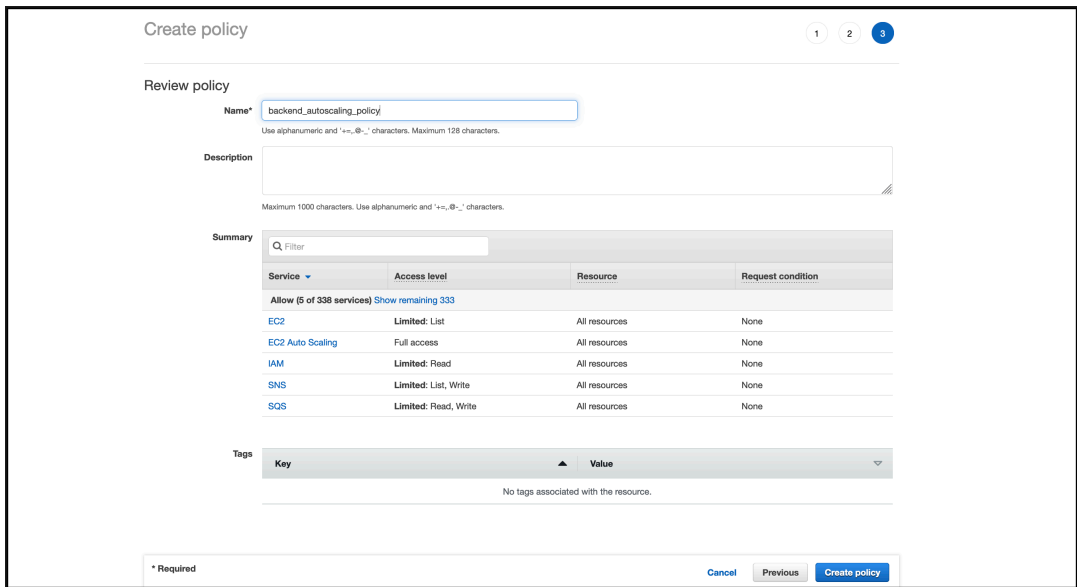 Create policy
1 2 3
Review policy
Name* backend_autoscaling_policy
Use alphanumeric and '+=,.@-_' characters. Maximum 128 characters.
Description
Maximum 1000 characters. Use alphanumeric and '+=,.@-_' characters.
Summary
Filter
Service Access level Resource Request condition
Allow (5 of 338 services) Show remaining 333
EC2 Limited: List All resources None
EC2 Auto Scaling Full access All resources None
IAM Limited: Read All resources None
SNS Limited: List, Write All resources None
SQS Limited: Read, Write All resources None
Tags
Key Value
No tags associated with the resource.
* Required Cancel Previous Create policy